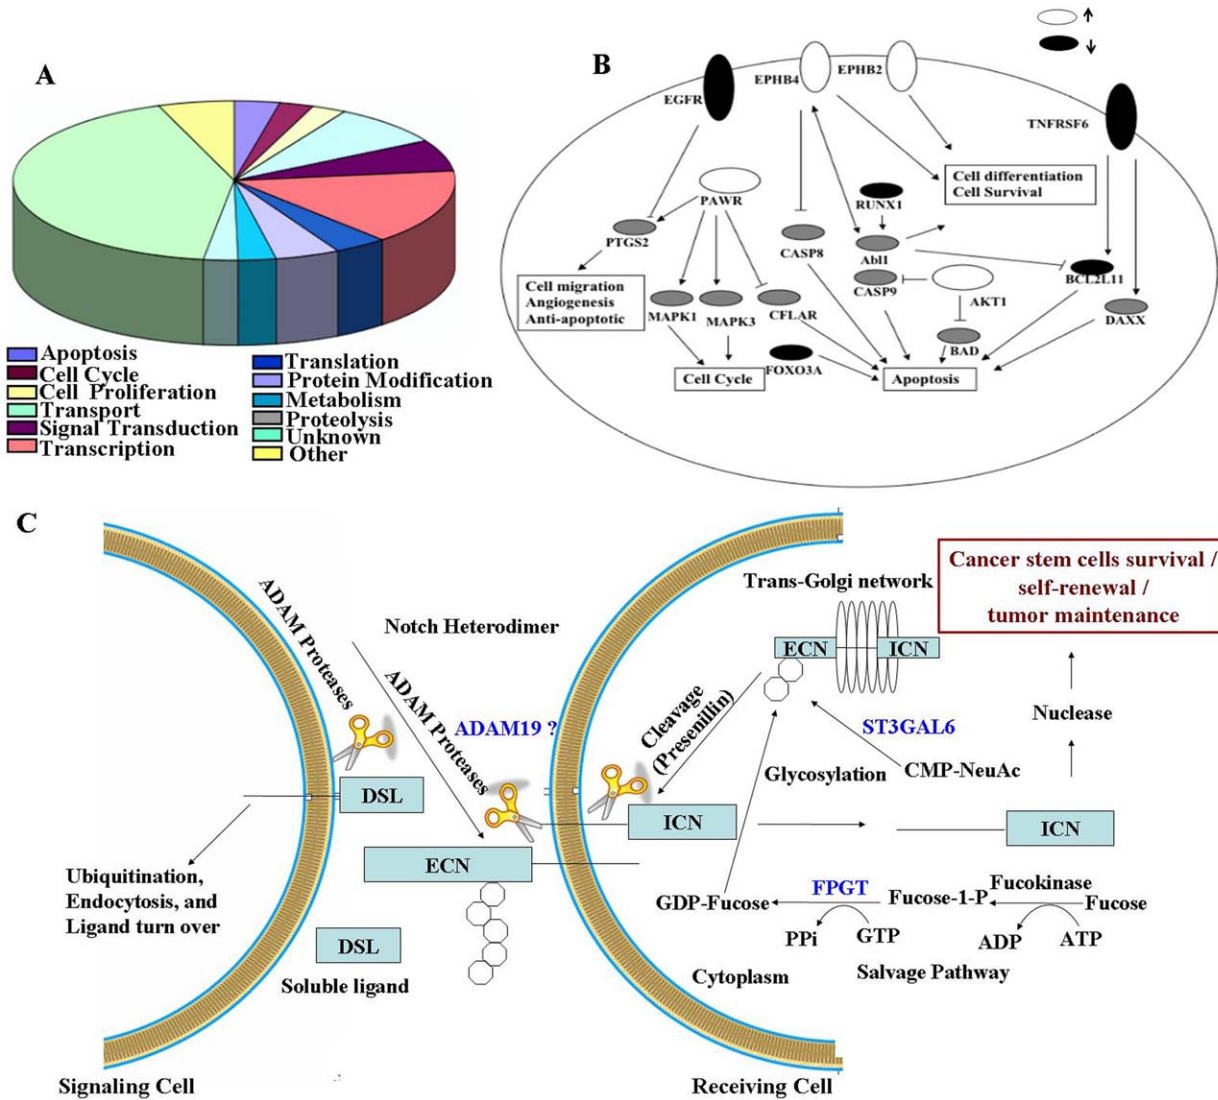 A
Apoptosis
Cell Cycle
Cell Proliferation
Transport
Signal Transduction
Transcription
Translation
Protein Modification
Metabolism
Proteolysis
Unknown
Other
B
EGFR
EPHB4
EPHB2
TNFRSF6
PAWR
PTGS2
RUNX1
Cell differentiation
Cell Survival
CASP8
Abl1
CASP9
AKT1
BCL2L11
Cell migration
Angiogenesis
Anti-apoptotic
MAPK1
MAPK3
CFLAR
BAD
DAXX
FOXO3A
Cell Cycle
Apoptosis
C
ADAM Proteases
Notch Heterodimer
ADAM Proteases
ADAM19 ?
DSL
ECN
Ubiquitination,
Endocytosis, and
Ligand turn over
DSL
Soluble ligand
Signaling Cell
Trans-Golgi network
ECN
ICN
Cancer stem cells survival /
self-renewal /
tumor maintenance
Cleavage
(Presenillin)
ST3GAL6
Nuclease
Glycosylation
CMP-NeuAc
ICN
ICN
GDP-Fucose
FPGT
Fucose-1-P
Fucokinase
Fucose
PPi
GTP
ADP
ATP
Cytoplasm
Salvage Pathway
Receiving Cell